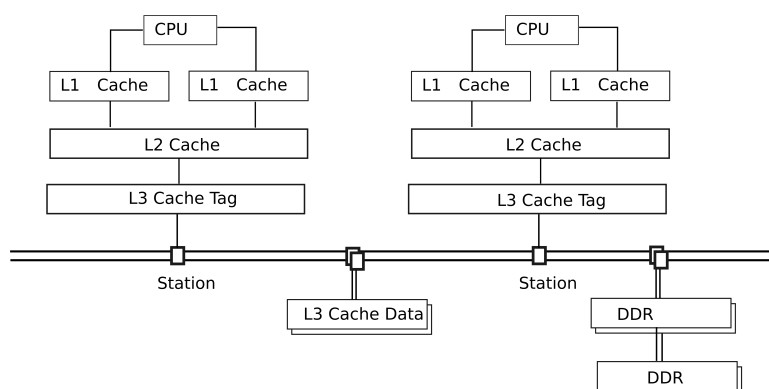 CPU CPU
L1 Cache L1 Cache L1 Cache L1 Cache
L2 Cache L2 Cache
L3 Cache Tag L3 Cache Tag
Station Station
L3 Cache Data DDR
DDR